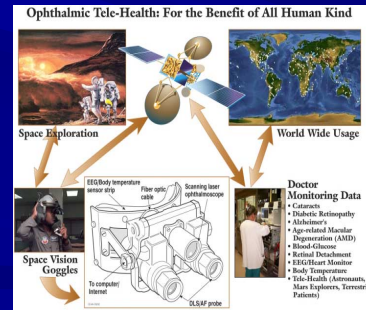 Ophthalmic Tele-Health: For the Benefit of All Human Kind
Space Exploration
World Wide Usage
EEG/Body temperature
sensor strip
Fiber optic
cable
Scanning laser
ophthalmoscope
To computer/
Internet
DLS/AF probe
Space Vision
Goggles
Doctor
Monitoring Data
• Cataracts
• Diabetic Retinopathy
• Alzheimer's
• Age-related Macular
Degeneration (AMD)
• Blood-Glucose
• Retinal Detachment
• EEG/Heart Monitor
• Body Temperature
• Tele-Health (Astronauts,
Mars Explorers, Terrestri
Patients)